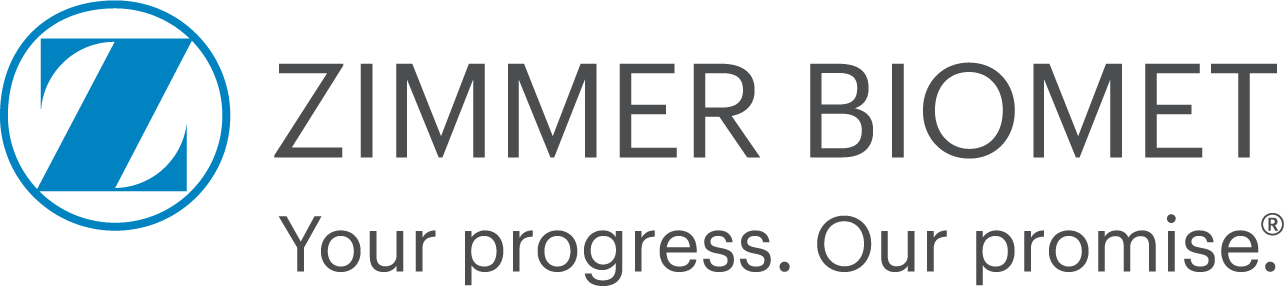 Z ZIMMER BIOMET
Your progress. Our promise.®